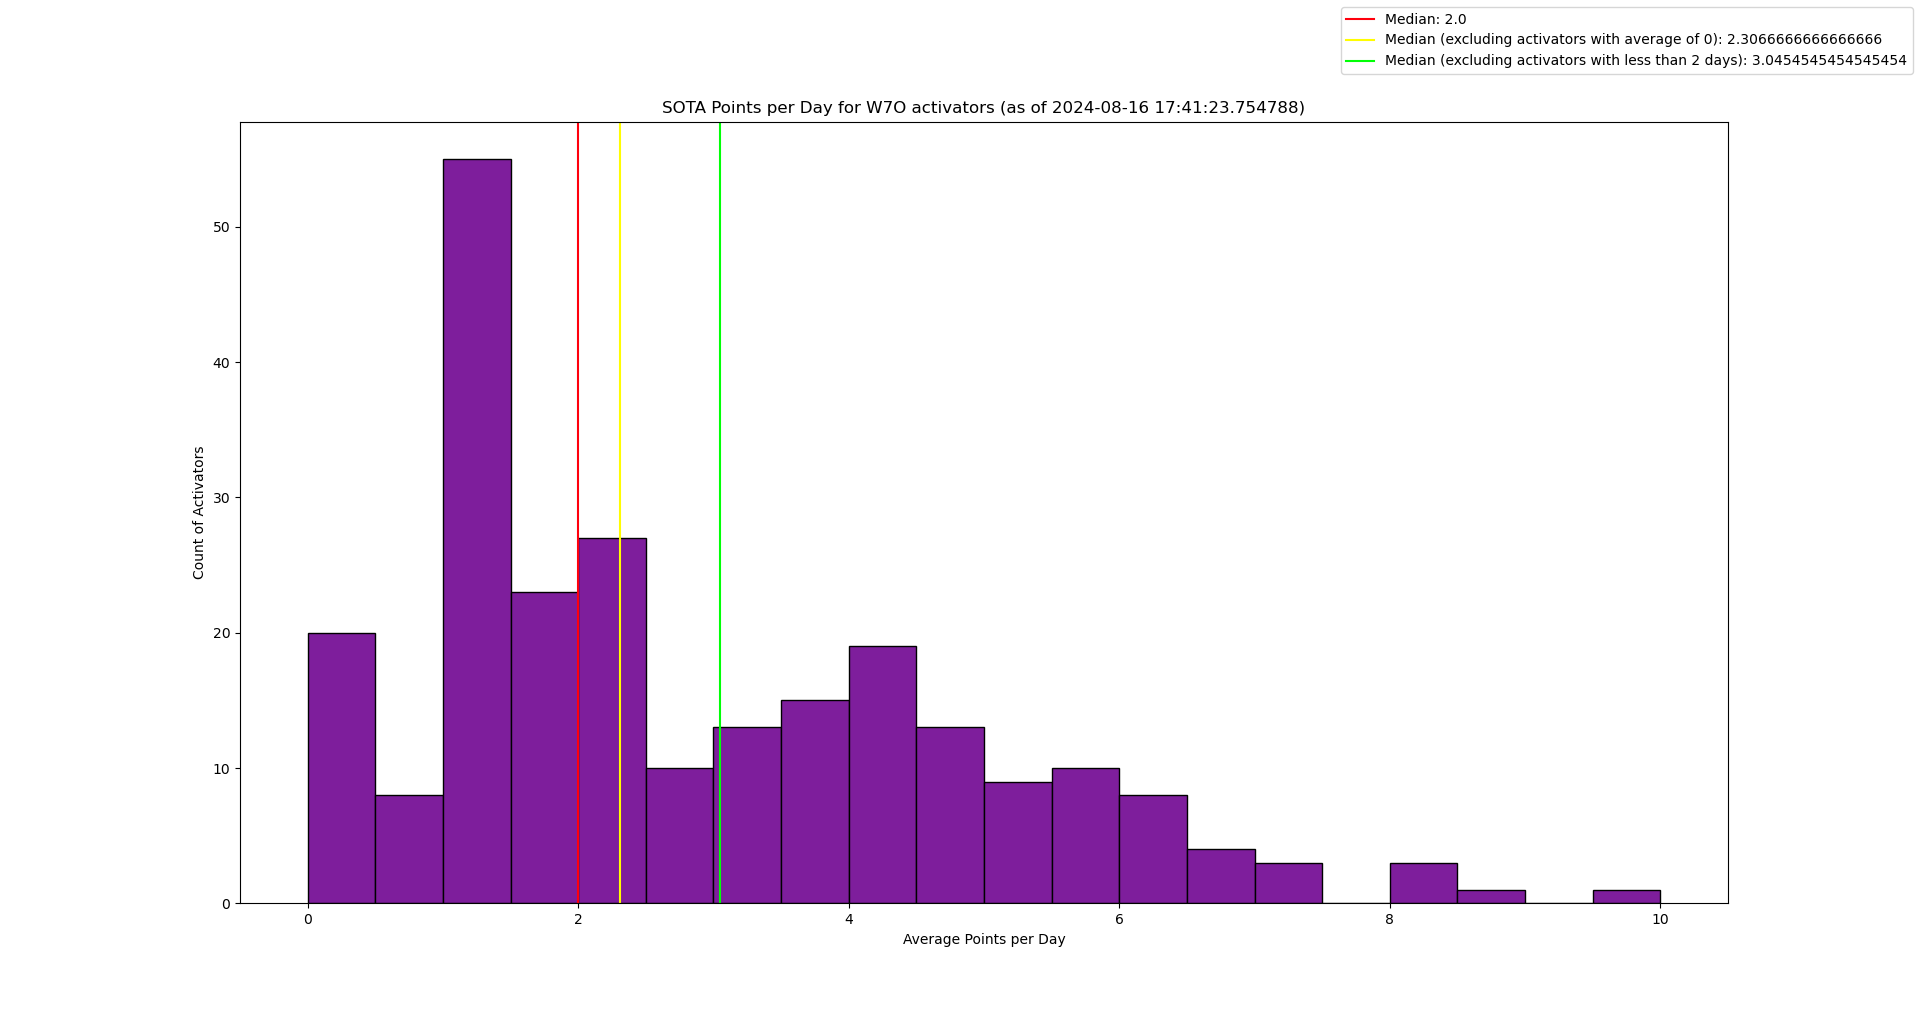 Median: 2.0
Median (excluding activators with average of 0): 2.3066666666666666
Median (excluding activators with less than 2 days): 3.0454545454545454
SOTA Points per Day for W7O activators (as of 2024-08-16 17:41:23.754788)
Count of Activators
50
40
30
20
10
0
0 2 4 6 8 10
Average Points per Day